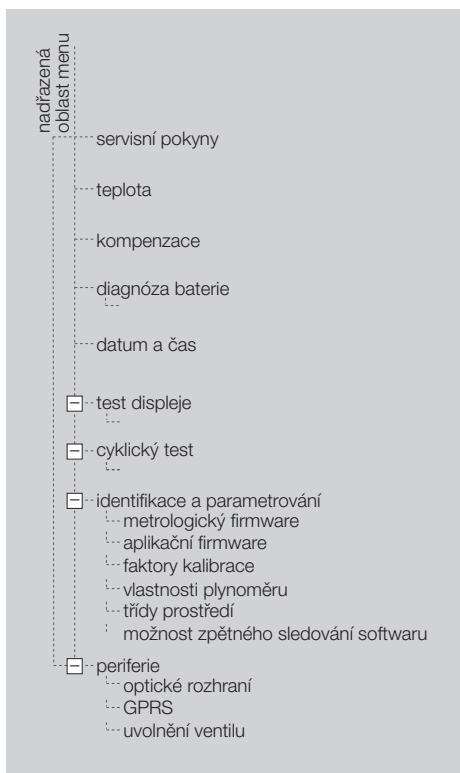 nadřazená
oblast menu
servisní pokyny
teplota
kompenzace
diagnóza baterie
datum a čas
test displeje
cyklický test
identifikace a parametrování
metrologický firmware
aplikační firmware
faktory kalibrace
vlastnosti plynoměru
třídy prostředí
možnost zpětného sledování softwaru
periferie
optické rozhraní
GPRS
uvolnění ventilu